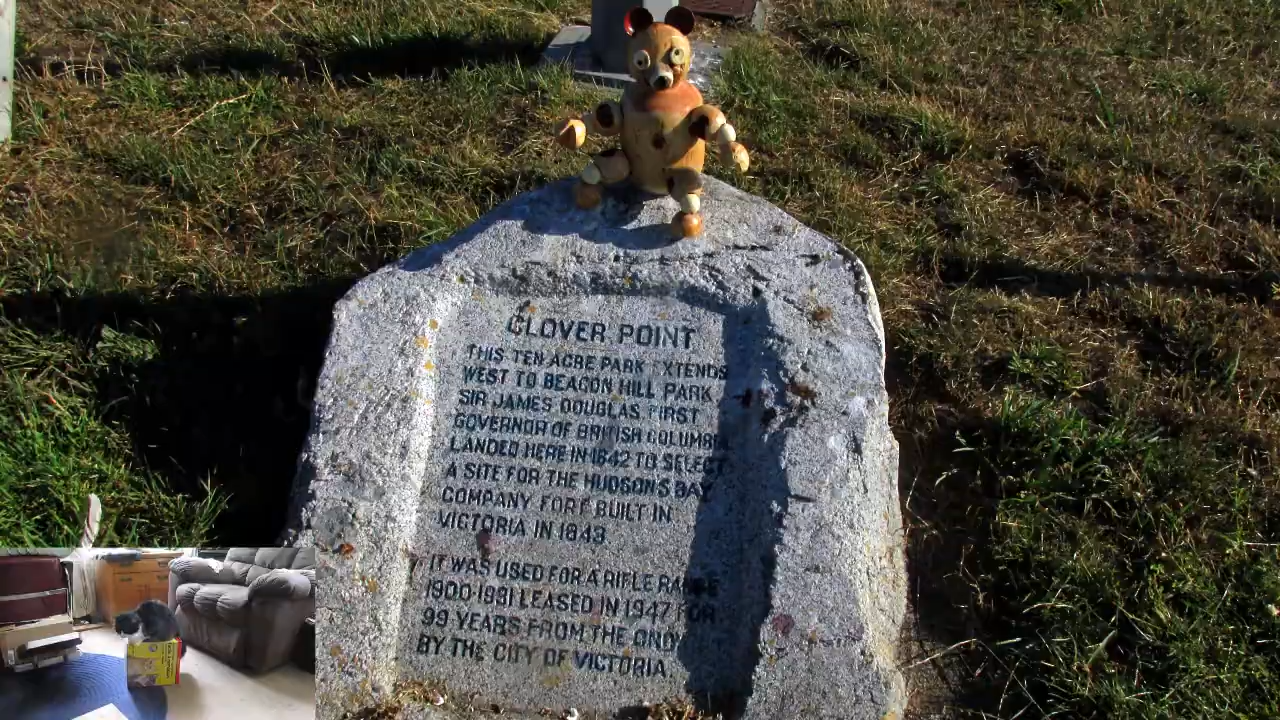 CLOVER POINT
THIS TEN ACRE PARK EXTENDS
WEST TO BEACON HILL PARK
SIR JAMES DOUGLAS, FIRST
GOVERNOR OF BRITISH COLUMBIA
LANDED HERE IN 1842 TO SELECT
A SITE FOR THE HUDSON'S BAY
COMPANY FORT BUILT IN
VICTORIA IN 1843
IT WAS USED FOR A RIFLE RANGE
1900-1931 LEASED IN 1947 FOR
99 YEARS FROM THE CROWN
BY THE CITY OF VICTORIA